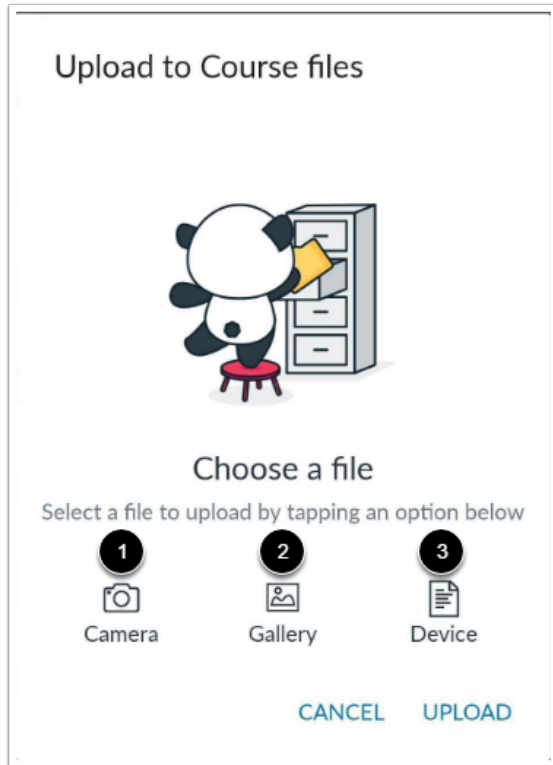 Upload to Course files
Choose a file
Select a file to upload by tapping an option below
1 2 3
Camera Gallery Device
CANCEL UPLOAD